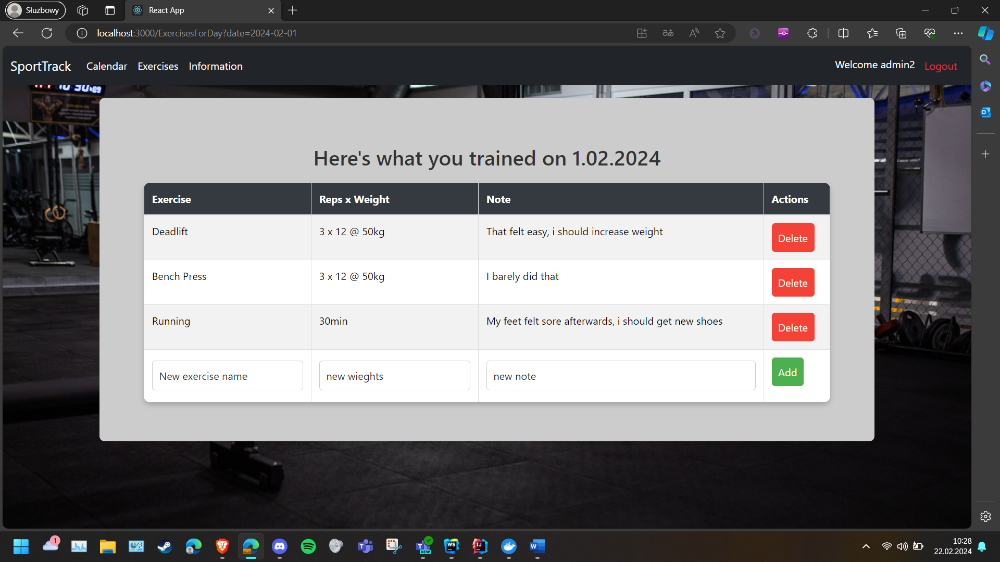 Służbowy
React App
localhost:3000/ExercisesForDay?date=2024-02-01
SportTrack Calendar Exercises Information Welcome admin2 Logout
Here's what you trained on 1.02.2024
Exercise Reps x Weight Note Actions
Deadlift 3 x 12 @ 50kg That felt easy, i should increase weight Delete
Bench Press 3 x 12 @ 50kg I barely did that Delete
Running 30min My feet felt sore afterwards, i should get new shoes Delete
New exercise name new wieghts new note Add
1
NEW
WS
IJ
10:28
22.02.2024